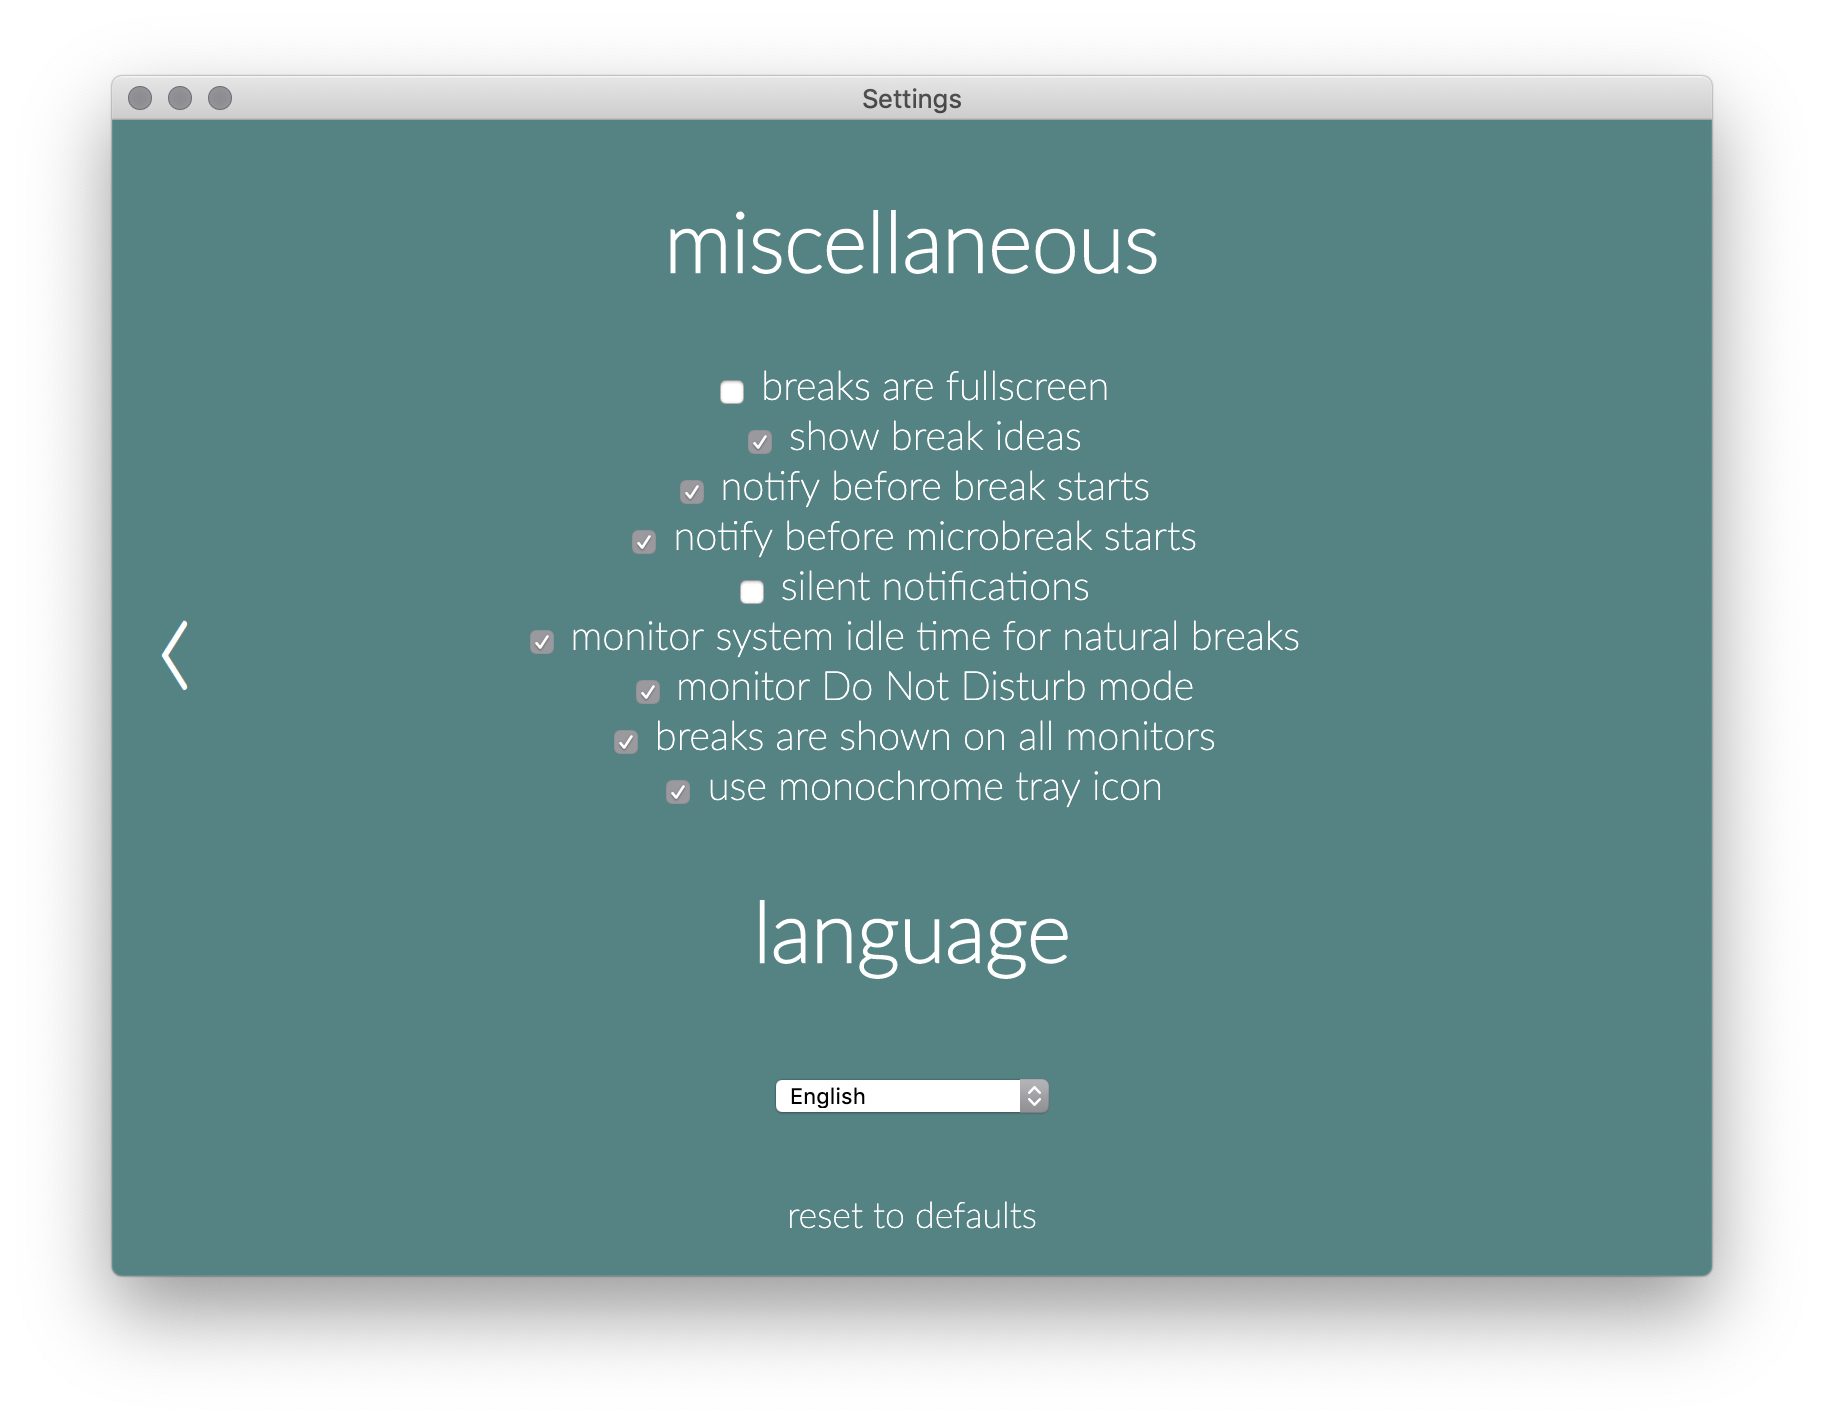 Settings
miscellaneous
breaks are fullscreen
show break ideas
notify before break starts
notify before microbreak starts
silent notifications
monitor system idle time for natural breaks
monitor Do Not Disturb mode
breaks are shown on all monitors
use monochrome tray icon
language
English
reset to defaults